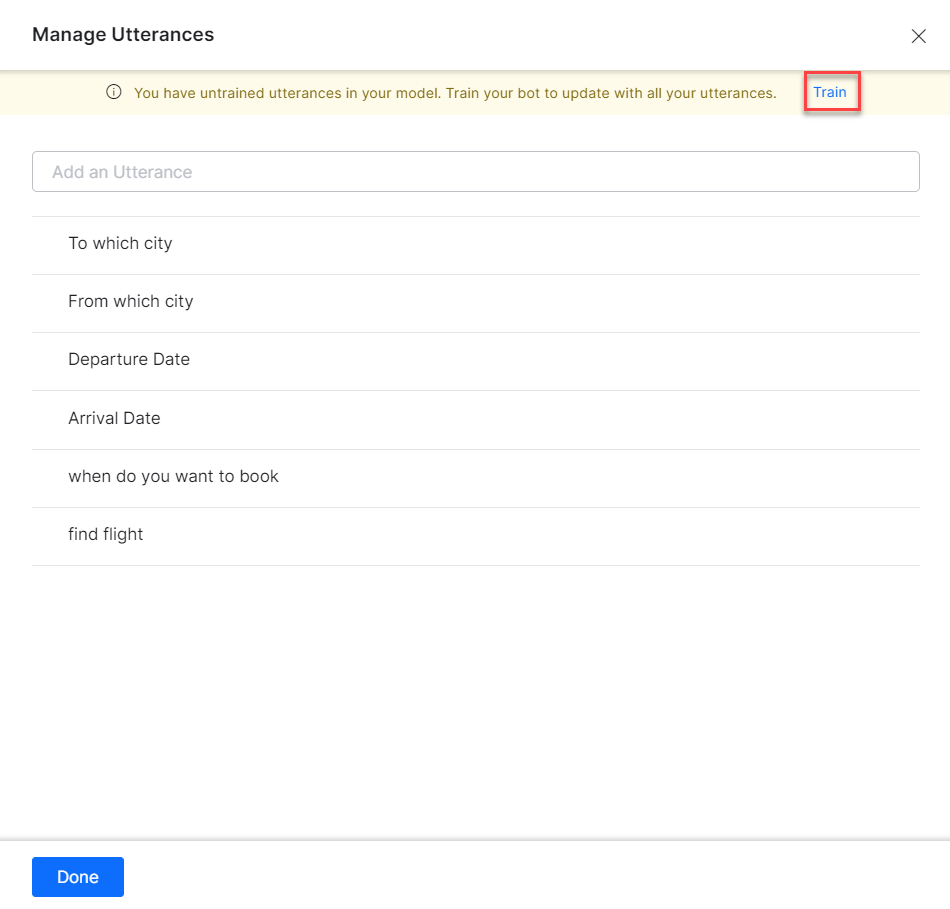 Manage Utterances
You have untrained utterances in your model. Train your bot to update with all your utterances. Train
Add an Utterance
To which city
From which city
Departure Date
Arrival Date
when do you want to book
find flight
Done